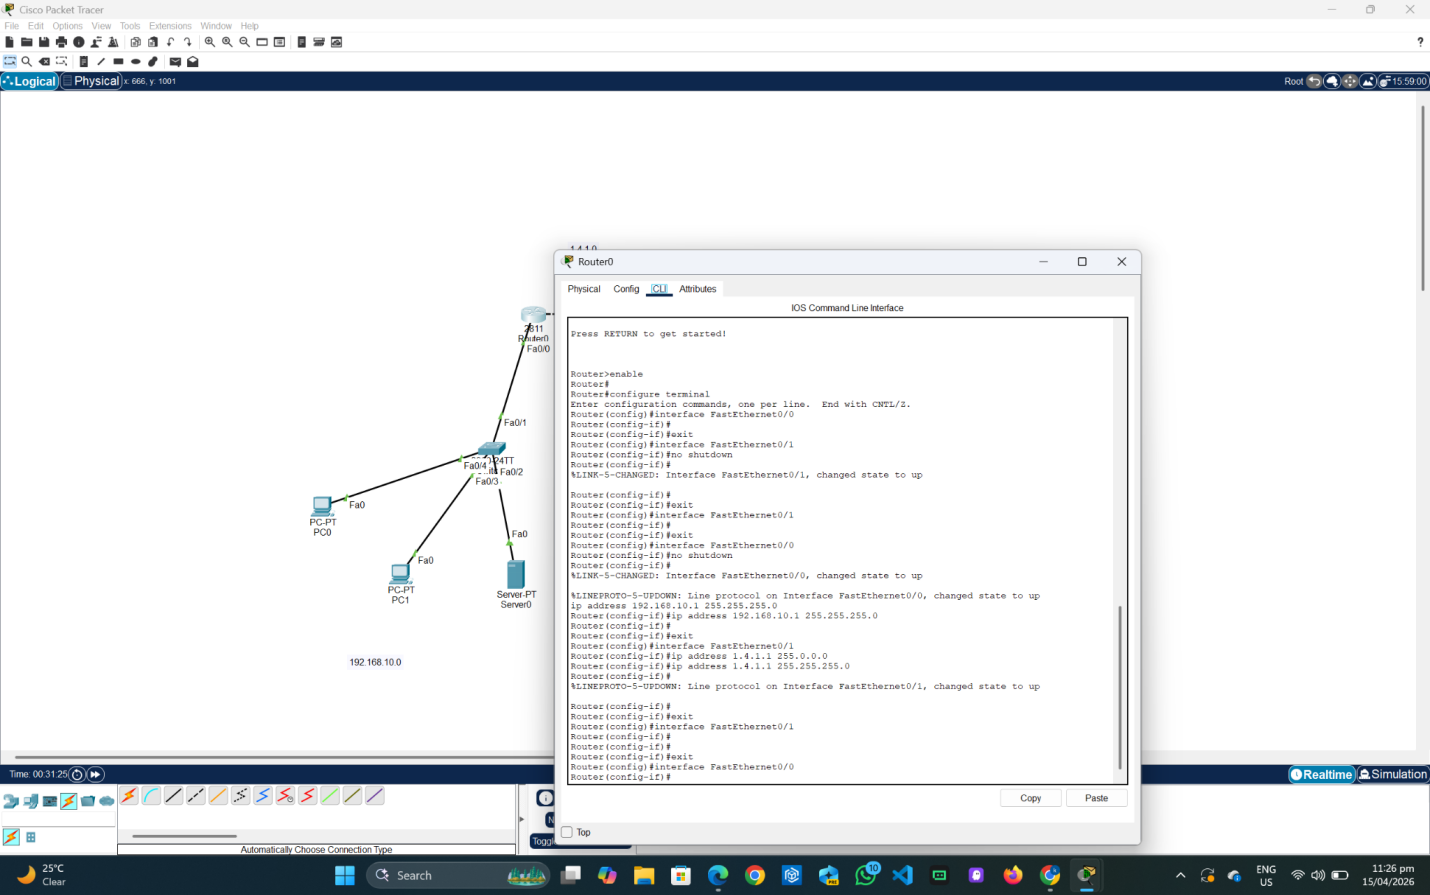 Cisco Packet Tracer
File Edit Options View Tools Extensions Window Help
?
Logical Physical x: 666, y: 1001
Root 15:59:00
1.4.1.0
2811
Router0
Fa0/0
Fa0/1
24TT
Fa0/4
Fa0/2
Fa0/3
Fa0
PC-PT
PC0
Fa0
PC-PT
PC1
Fa0
Server-PT
Server0
192.168.10.0
Router0
Physical Config CLI Attributes
IOS Command Line Interface
Press RETURN to get started!
Router>enable
Router#
Router#configure terminal
Enter configuration commands, one per line. End with CNTL/Z.
Router(config)#interface FastEthernet0/0
Router(config-if)#
Router(config-if)#exit
Router(config)#interface FastEthernet0/1
Router(config-if)#no shutdown
Router(config-if)#
%LINK-5-CHANGED: Interface FastEthernet0/1, changed state to up
Router(config-if)#
Router(config-if)#exit
Router(config)#interface FastEthernet0/1
Router(config-if)#
Router(config-if)#exit
Router(config)#interface FastEthernet0/0
Router(config-if)#no shutdown
Router(config-if)#
%LINK-5-CHANGED: Interface FastEthernet0/0, changed state to up
%LINEPROTO-5-UPDOWN: Line protocol on Interface FastEthernet0/0, changed state to up
ip address 192.168.10.1 255.255.255.0
Router(config-if)#ip address 192.168.10.1 255.255.255.0
Router(config-if)#
Router(config-if)#exit
Router(config)#interface FastEthernet0/1
Router(config-if)#ip address 1.4.1.1 255.0.0.0
Router(config-if)#ip address 1.4.1.1 255.255.255.0
Router(config-if)#
%LINEPROTO-5-UPDOWN: Line protocol on Interface FastEthernet0/1, changed state to up
Router(config-if)#
Router(config-if)#exit
Router(config)#interface FastEthernet0/1
Router(config-if)#
Router(config-if)#
Router(config-if)#exit
Router(config)#interface FastEthernet0/0
Router(config-if)#
Copy Paste
Top
Time: 00:31:25
Realtime Simulation
Automatically Choose Connection Type
Toggl
25°C
Clear
Search
PRE
10
ENG
US
11:26 pm
15/04/2026